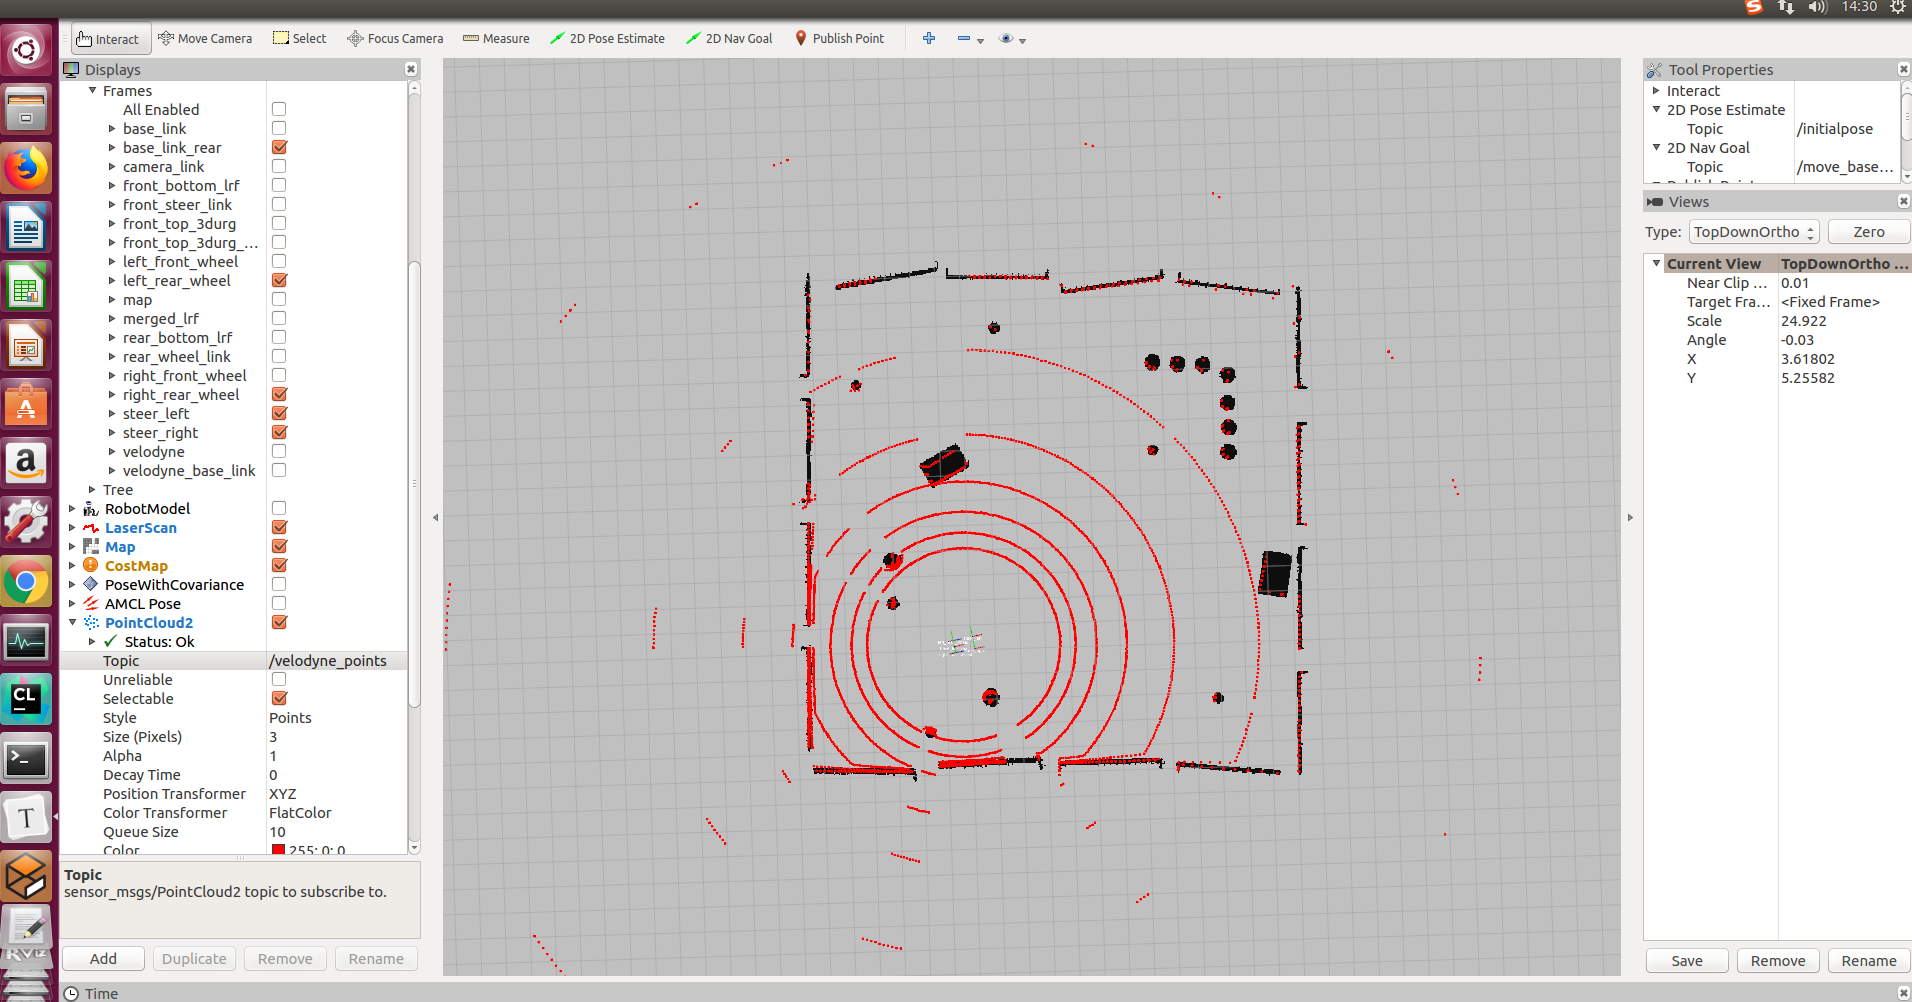 14:30
Interact
Move Camera
Select
Focus Camera
Measure
2D Pose Estimate
2D Nav Goal
Publish Point
Displays
Frames
All Enabled
base_link
base_link_rear
camera_link
front_bottom_lrf
front_steer_link
front_top_3durg
front_top_3durg_...
left_front_wheel
left_rear_wheel
map
merged_lrf
rear_bottom_lrf
rear_wheel_link
right_front_wheel
right_rear_wheel
steer_left
steer_right
velodyne
velodyne_base_link
Tree
RobotModel
LaserScan
Map
CostMap
PoseWithCovariance
AMCL Pose
PointCloud2
Status: Ok
Topic /velodyne_points
Unreliable
Selectable
Style Points
Size (Pixels) 3
Alpha 1
Decay Time 0
Position Transformer XYZ
Color Transformer FlatColor
Queue Size 10
Color 255; 0; 0
Topic
sensor_msgs/PointCloud2 topic to subscribe to.
Add
Duplicate
Remove
Rename
Time
Tool Properties
Interact
2D Pose Estimate
Topic /initialpose
2D Nav Goal
Topic /move_base...
Views
Type: TopDownOrtho Zero
Current View TopDownOrtho ...
Near Clip ... 0.01
Target Fra... <Fixed Frame>
Scale 24.922
Angle -0.03
X 3.61802
Y 5.25582
Save
Remove
Rename